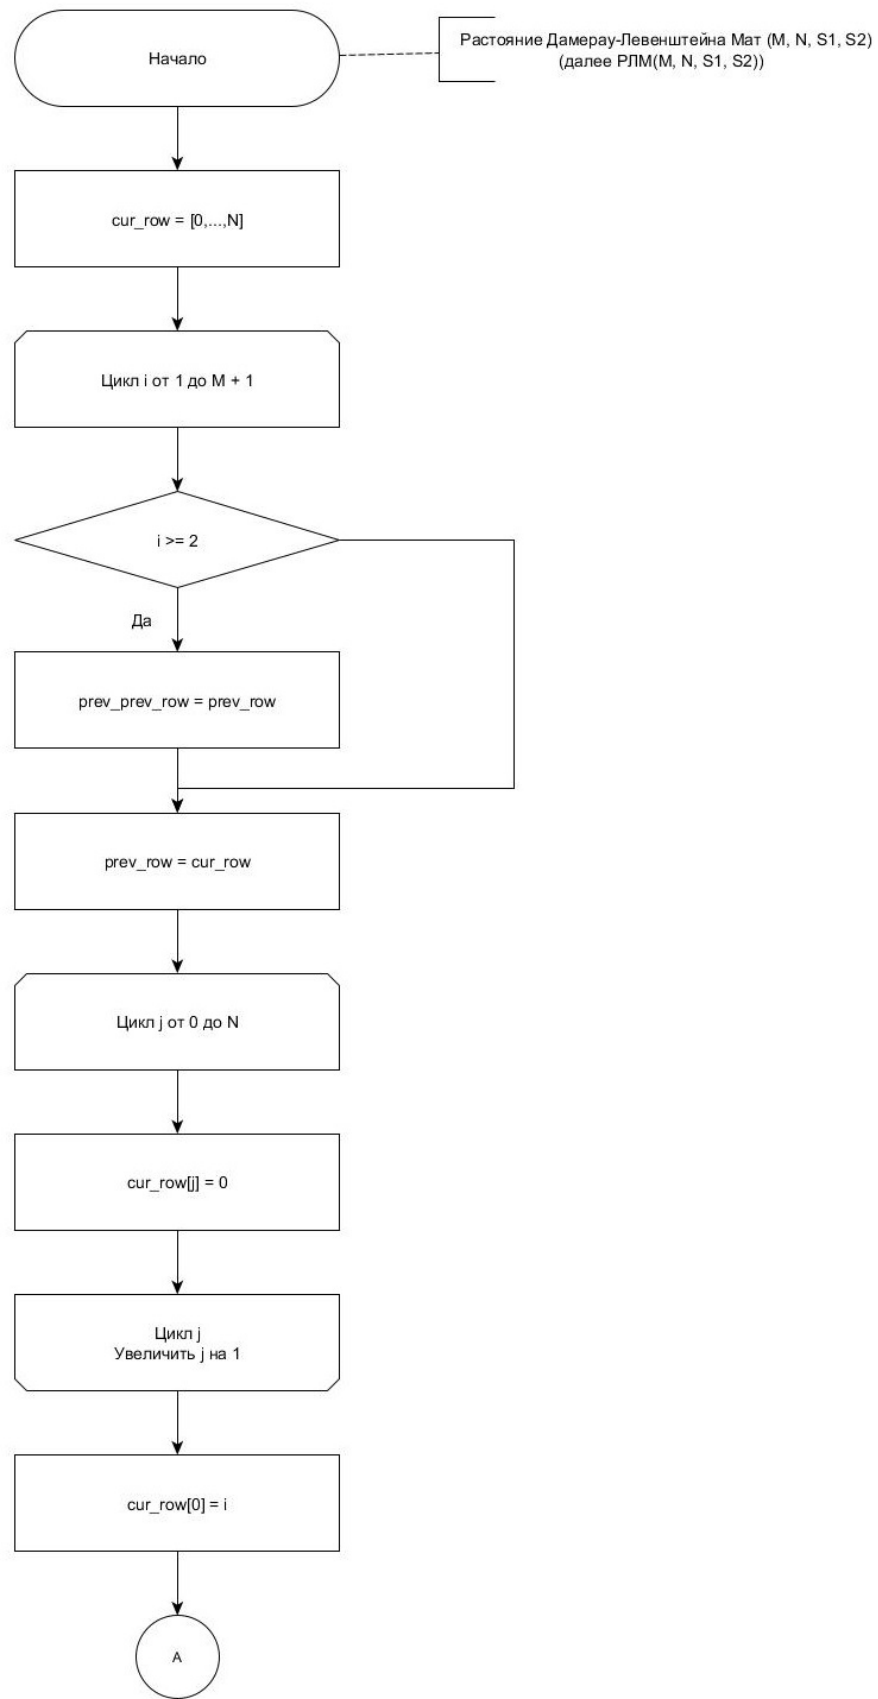 Начало
Растояние Дамерау-Левенштейна Мат (M, N, S1, S2)
(далее РЛМ(M, N, S1, S2))
cur_row = [0,...,N]
Цикл i от 1 до M + 1
i >= 2
Да
prev_prev_row = prev_row
prev_row = cur_row
Цикл j от 0 до N
cur_row[j] = 0
Цикл j
Увеличить j на 1
cur_row[0] = i
A